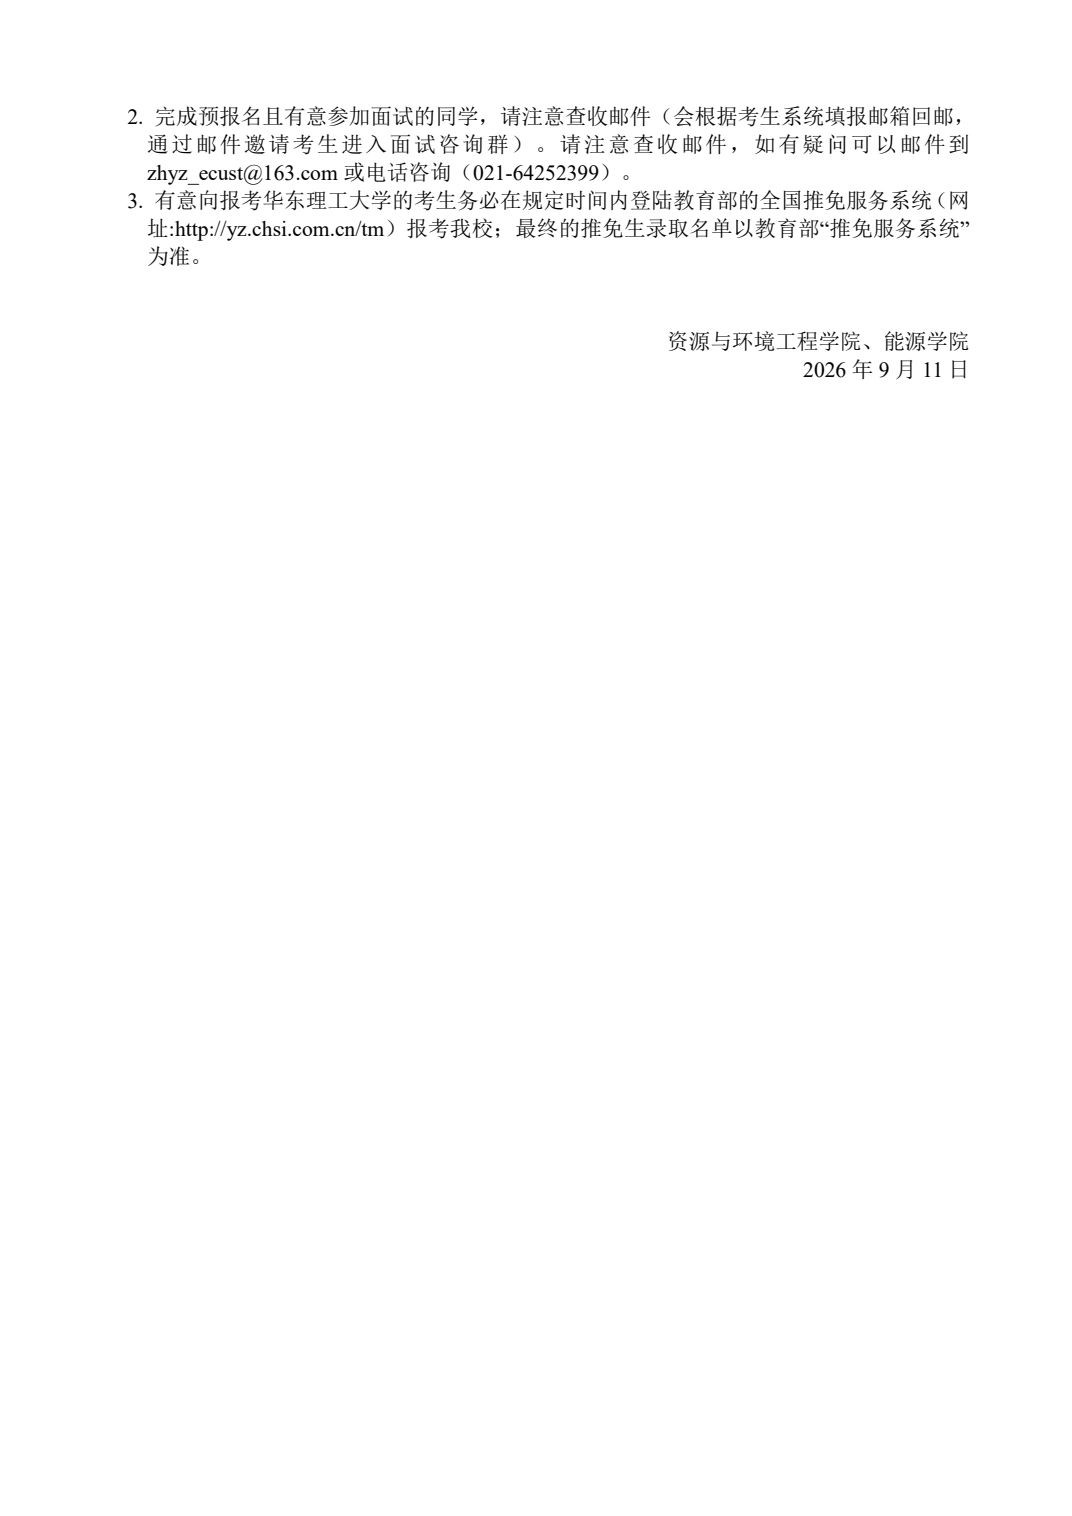 2. 完成预报名且有意参加面试的同学，请注意查收邮件（会根据考生系统填报邮箱回邮，
通过邮件邀请考生进入面试咨询群）。请注意查收邮件，如有疑问可以邮件到
zhyz_ecust@163.com 或电话咨询（021-64252399）。
3. 有意向报考华东理工大学的考生务必在规定时间内登陆教育部的全国推免服务系统（网
址:http://yz.chsi.com.cn/tm）报考我校；最终的推免生录取名单以教育部“推免服务系统”
为准。
资源与环境工程学院、能源学院
2026 年 9 月 11 日